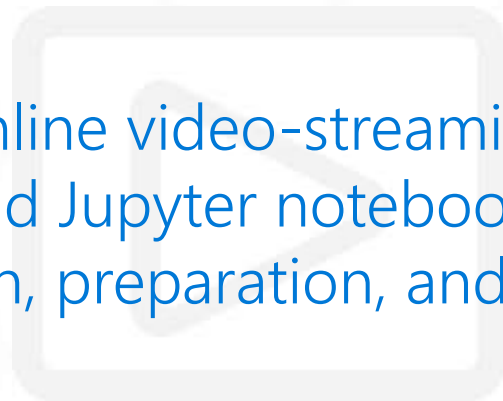 nline video-streami
d Jupyter noteboo
n, preparation, and